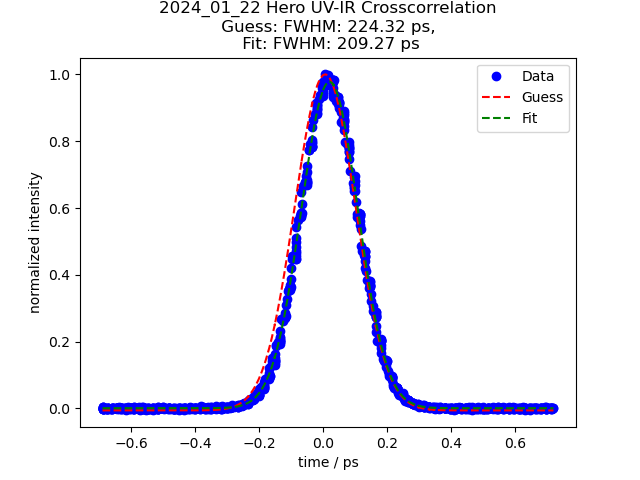 2024_01_22 Hero UV-IR Crosscorrelation
Guess: FWHM: 224.32 ps,
Fit: FWHM: 209.27 ps
Data
Guess
Fit
normalized intensity
1.0
0.8
0.6
0.4
0.2
0.0
−0.6 −0.4 −0.2 0.0 0.2 0.4 0.6
time / ps